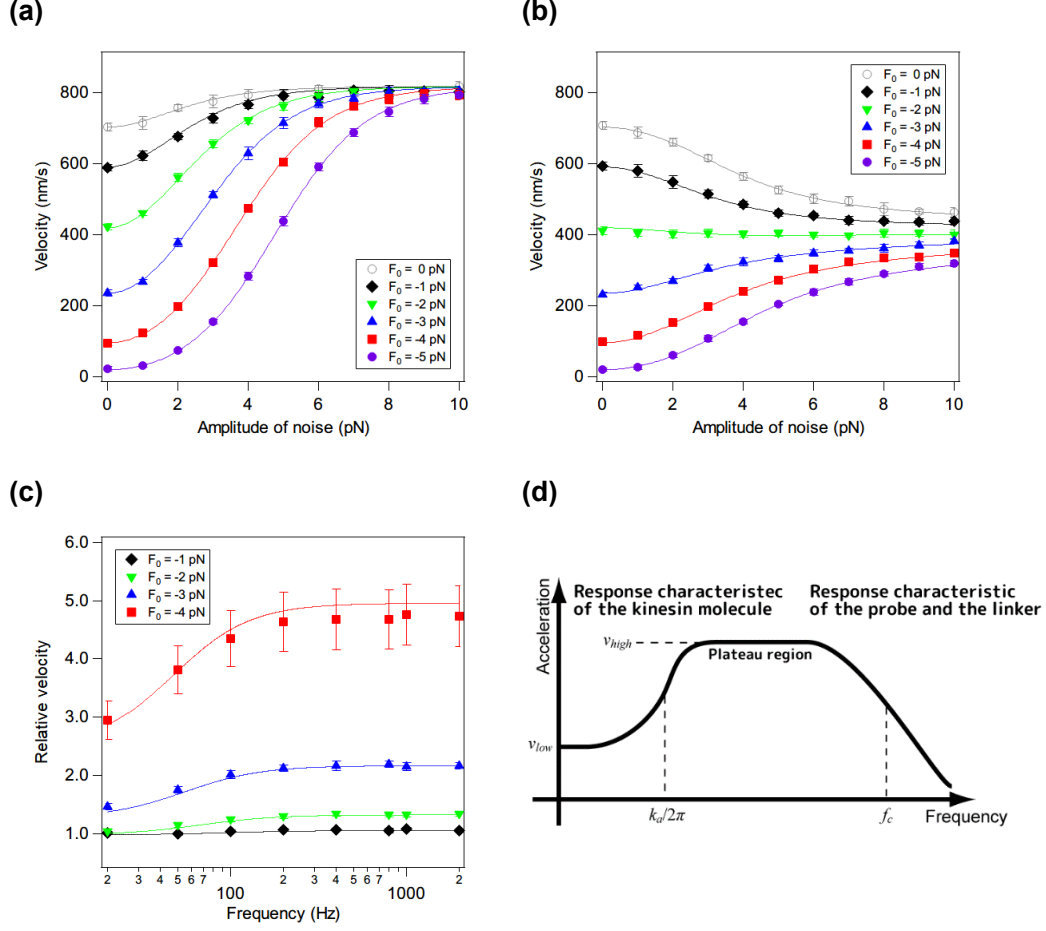 (a)
(b)
Velocity (nm/s)
800
600
400
200
0
F0 = 0 pN
F0 = -1 pN
F0 = -2 pN
F0 = -3 pN
F0 = -4 pN
F0 = -5 pN
0 2 4 6 8 10
Amplitude of noise (pN)
Velocity (nm/s)
800
600
400
200
0
F0 = 0 pN
F0 = -1 pN
F0 = -2 pN
F0 = -3 pN
F0 = -4 pN
F0 = -5 pN
0 2 4 6 8 10
Amplitude of noise (pN)
(c)
(d)
Relative velocity
6.0
5.0
4.0
3.0
2.0
1.0
F0 = -1 pN
F0 = -2 pN
F0 = -3 pN
F0 = -4 pN
2 3 4 5 6 7 100 2 3 4 5 6 7 1000 2
Frequency (Hz)
Acceleration
Response characteristec
of the kinesin molecule
Response characteristic
of the probe and the linker
vhigh
Plateau region
vlow
ka/2π
fc
Frequency